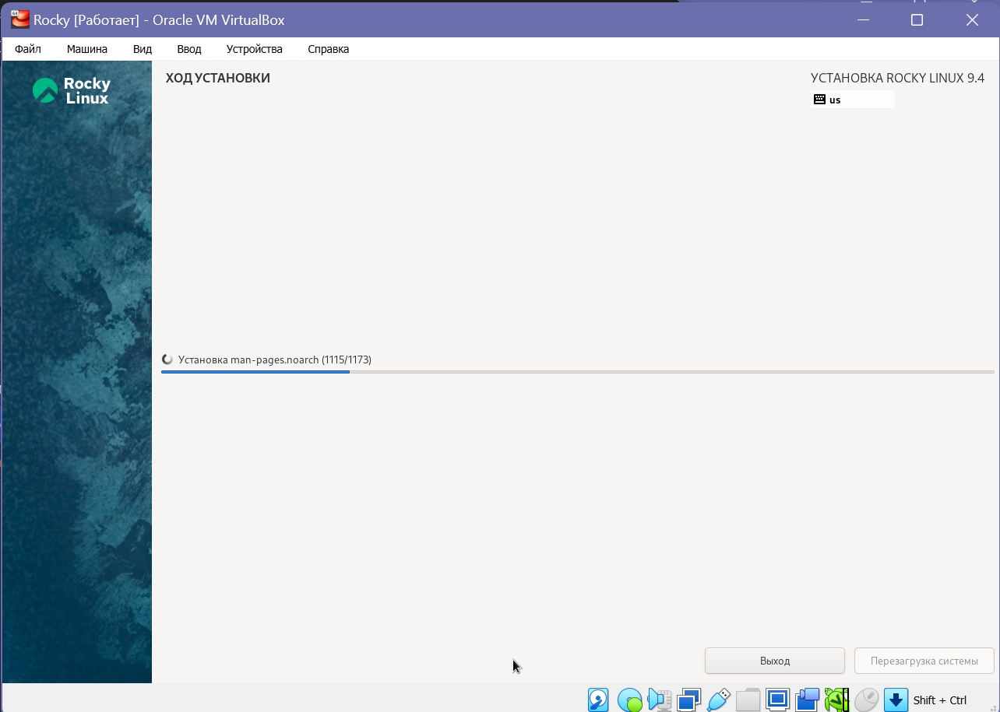 Rocky [Работает] - Oracle VM VirtualBox
Файл Машина Вид Ввод Устройства Справка
Rocky
Linux
ХОД УСТАНОВКИ
УСТАНОВКА ROCKY LINUX 9.4
us
Установка man-pages.noarch (1115/1173)
Выход
Перезагрузка системы
Shift + Ctrl